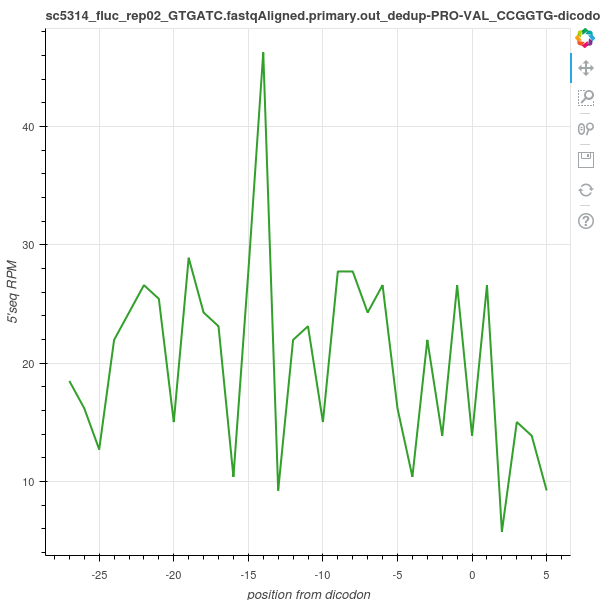 sc5314_fluc_rep02_GTGATC.fastqAligned.primary.out_dedup-PRO-VAL_CCGGTG-dicodo
40
30
20
10
5'seq RPM
-25 -20 -15 -10 -5 0 5
position from dicodon